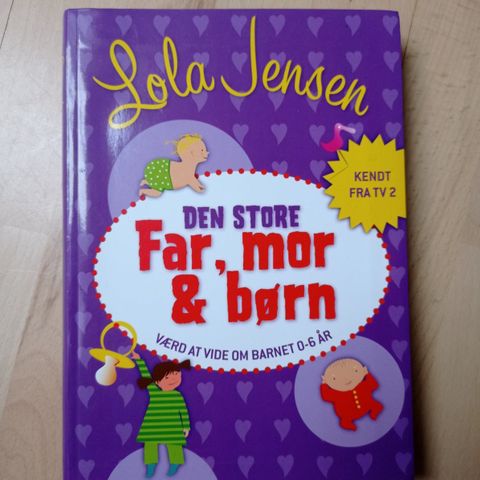 Lola Jensen
KENDT
FRA TV 2
DEN STORE
Far, mor
& børn
VÆRD AT VIDE OM BARNET 0-6 ÅR